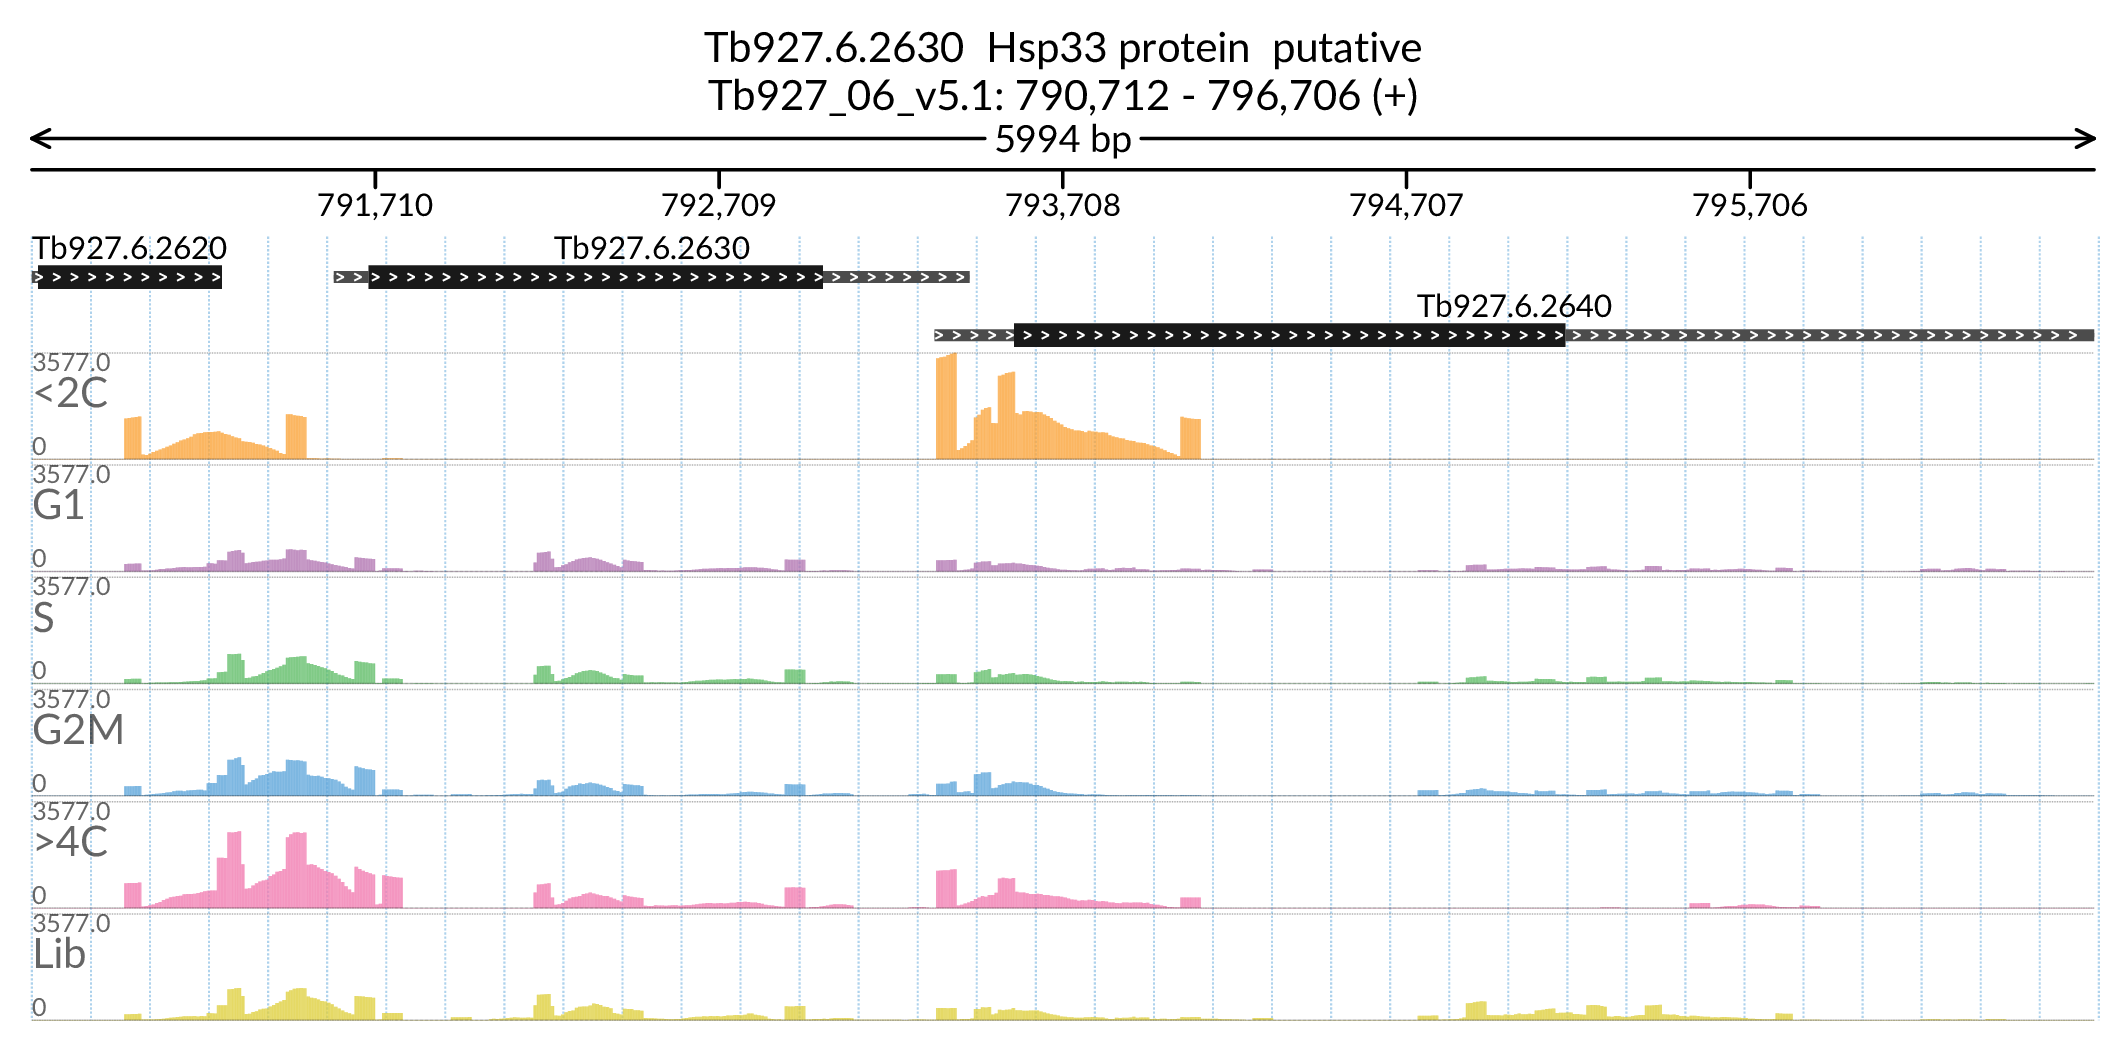 Tb927.6.2630  Hsp33 protein  putative
Tb927_06_v5.1: 790,712 - 796,706 (+)
5994 bp
791,710 792,709 793,708 794,707 795,706
Tb927.6.2620 Tb927.6.2630
Tb927.6.2640
3577.0
<2C
0
3577.0
G1
0
3577.0
S
0
3577.0
G2M
0
3577.0
>4C
0
3577.0
Lib
0